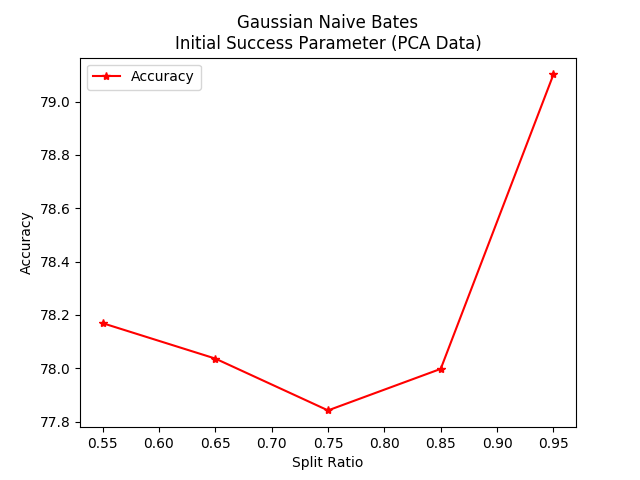 Gaussian Naive Bates
Initial Success Parameter (PCA Data)
Accuracy
79.0
78.8
78.6
78.4
78.2
78.0
77.8
Accuracy
0.55 0.60 0.65 0.70 0.75 0.80 0.85 0.90 0.95
Split Ratio